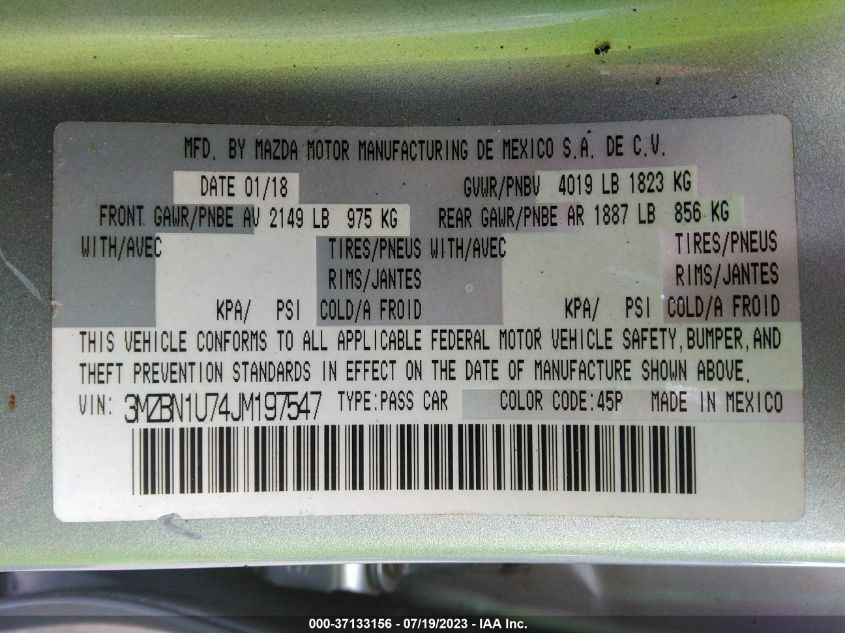 MFD. BY MAZDA MOTOR MANUFACTURING DE MEXICO S.A. DE C.V.
DATE 01/18 GVWR/PNBV 4019 LB 1823 KG
FRONT GAWR/PNBE AV 2149 LB 975 KG REAR GAWR/PNBE AR 1887 LB 856 KG
WITH/AVEC TIRES/PNEUS WITH/AVEC TIRES/PNEUS
RIMS/JANTES RIMS/JANTES
KPA/ PSI COLD/A FROID KPA/ PSI COLD/A FROID
THIS VEHICLE CONFORMS TO ALL APPLICABLE FEDERAL MOTOR VEHICLE SAFETY, BUMPER, AND
THEFT PREVENTION STANDARDS IN EFFECT ON THE DATE OF MANUFACTURE SHOWN ABOVE.
VIN: 3MZBN1U74JM197547 TYPE:PASS CAR COLOR CODE:45P MADE IN MEXICO
000-37133156 - 07/19/2023 - IAA Inc.